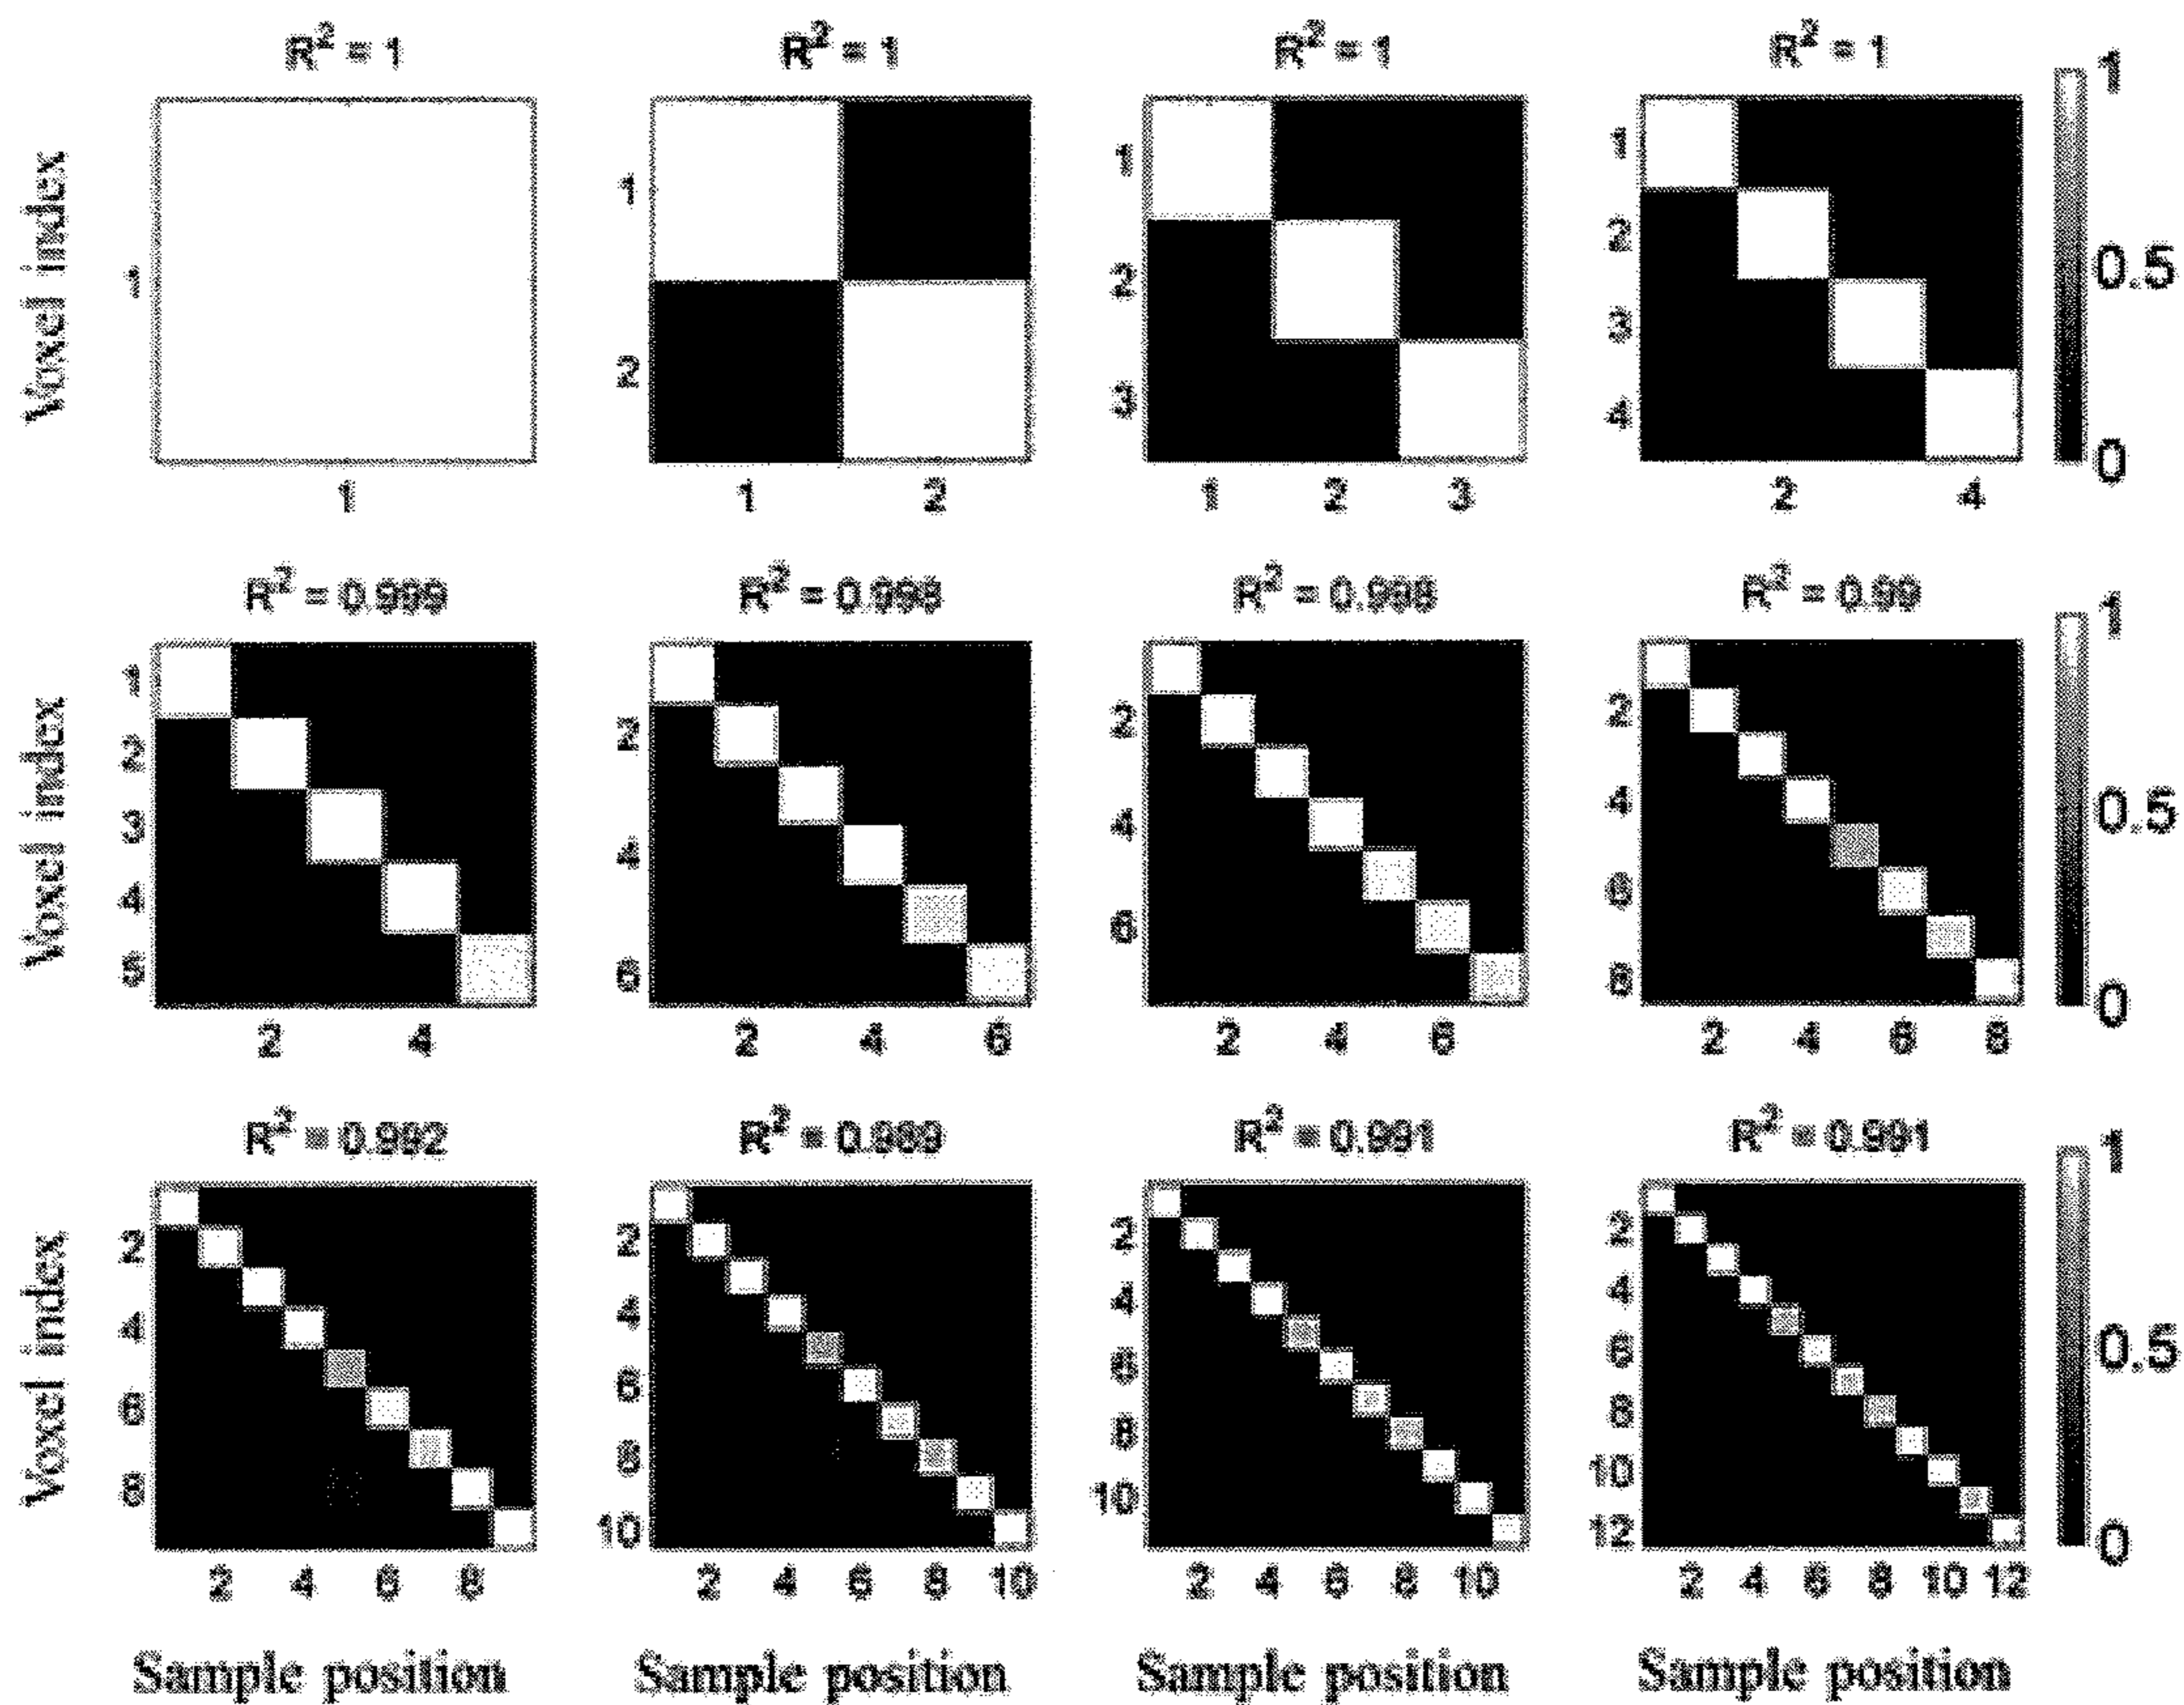 R² = 1 R² = 1 R² = 1 R² = 1
Voxel index
1
1
1 2
1 2
1 2 3
1 2 3
1 2 3 4
2 4
1 0.5 0
R² = 0.999 R² = 0.998 R² = 0.998 R² = 0.99
Voxel index
1 2 3 4 5
2 4
2 4 6
2 4 6
2 4 6
2 4 6
2 4 6 8
2 4 6 8
1 0.5 0
R² = 0.992 R² = 0.989 R² = 0.991 R² = 0.991
Voxel index
2 4 6 8
2 4 6 8
2 4 6 8 10
2 4 6 8 10
2 4 6 8 10
2 4 6 8 10
2 4 6 8 10 12
2 4 6 8 10 12
1 0.5 0
Sample position Sample position Sample position Sample position